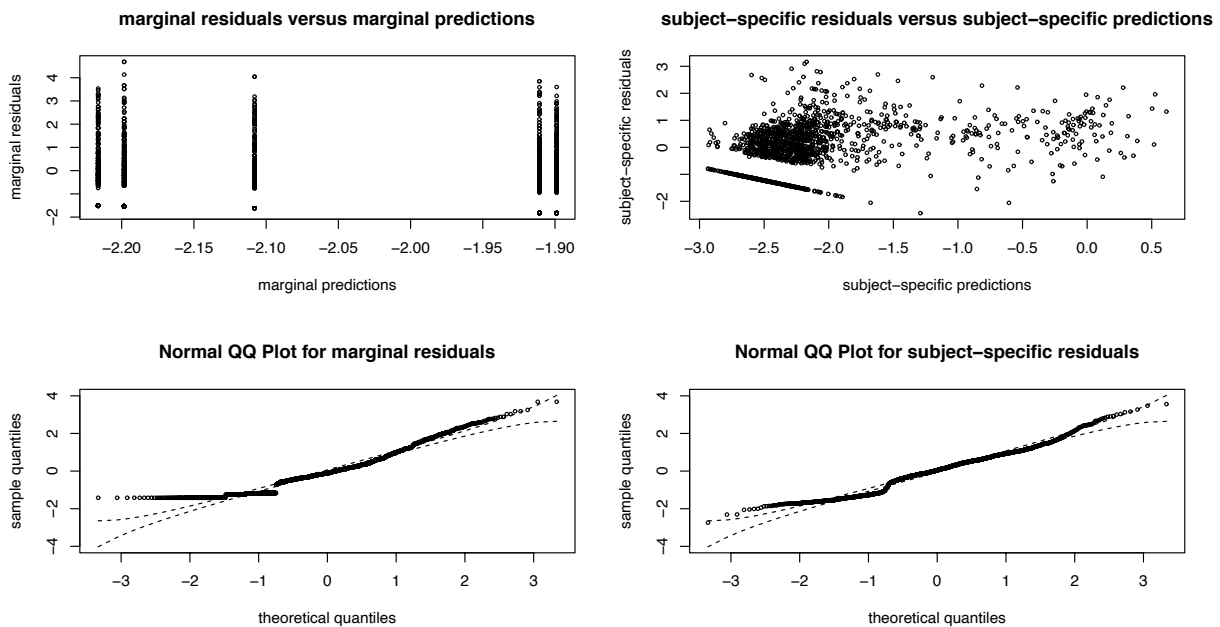 marginal residuals versus marginal predictions
marginal residuals
4
3
2
1
0
−2
−2.20 −2.15 −2.10 −2.05 −2.00 −1.95 −1.90
marginal predictions
subject−specific residuals versus subject−specific predictions
subject−specific residuals
3
2
0
−2
−3.0 −2.5 −2.0 −1.5 −1.0 −0.5 0.0 0.5
subject−specific predictions
Normal QQ Plot for marginal residuals
sample quantiles
4
2
0
−2
−4
−3 −2 −1 0 1 2 3
theoretical quantiles
Normal QQ Plot for subject−specific residuals
sample quantiles
4
2
0
−2
−4
−3 −2 −1 0 1 2 3
theoretical quantiles